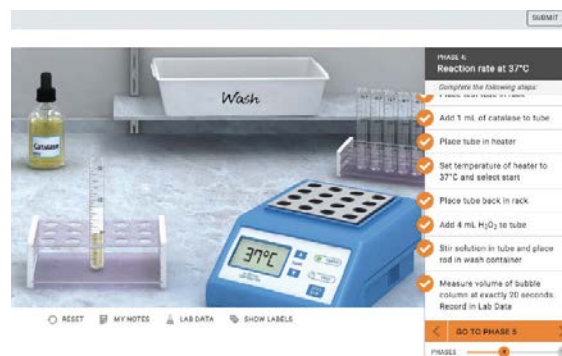 SUBMIT
PHASE 4:
Reaction rate at 37°C
Complete the following steps:
Add 1 mL of catalase to tube
Place tube in heater
Set temperature of heater to
37°C and select start
Place tube back in rack
Add 4 mL H₂O₂ to tube
Stir solution in tube and place
rod in wash container
Measure volume of bubble
column at exactly 20 seconds.
Record in Lab Data
GO TO PHASE 5
PHASES
Wash
Catalase
37°C
RESET
MY NOTES
LAB DATA
SHOW LABELS